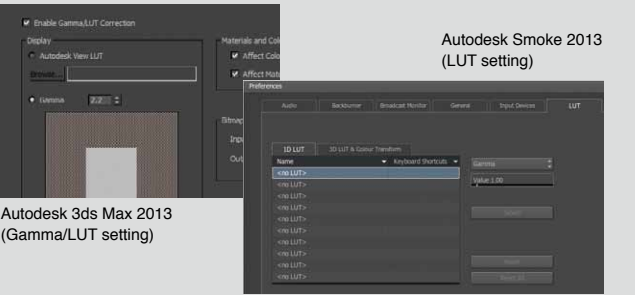 Enable Gamma/LUT Correction
Display
Autodesk View LUT
Browse...
Gamma 2.2
Materials and Col
Affect Colo
Affect Mate
Bitmap
Inp
Out
Autodesk 3ds Max 2013
(Gamma/LUT setting)
Autodesk Smoke 2013
(LUT setting)
Preferences
Audio Backburner Broadcast Monitor General Input Devices LUT
1D LUT 3D LUT & Colour Transform
Name Keyboard Shortcuts
<no LUT>
<no LUT>
<no LUT>
<no LUT>
<no LUT>
<no LUT>
<no LUT>
<no LUT>
<no LUT>
<no LUT>
Gamma
Value 1.00